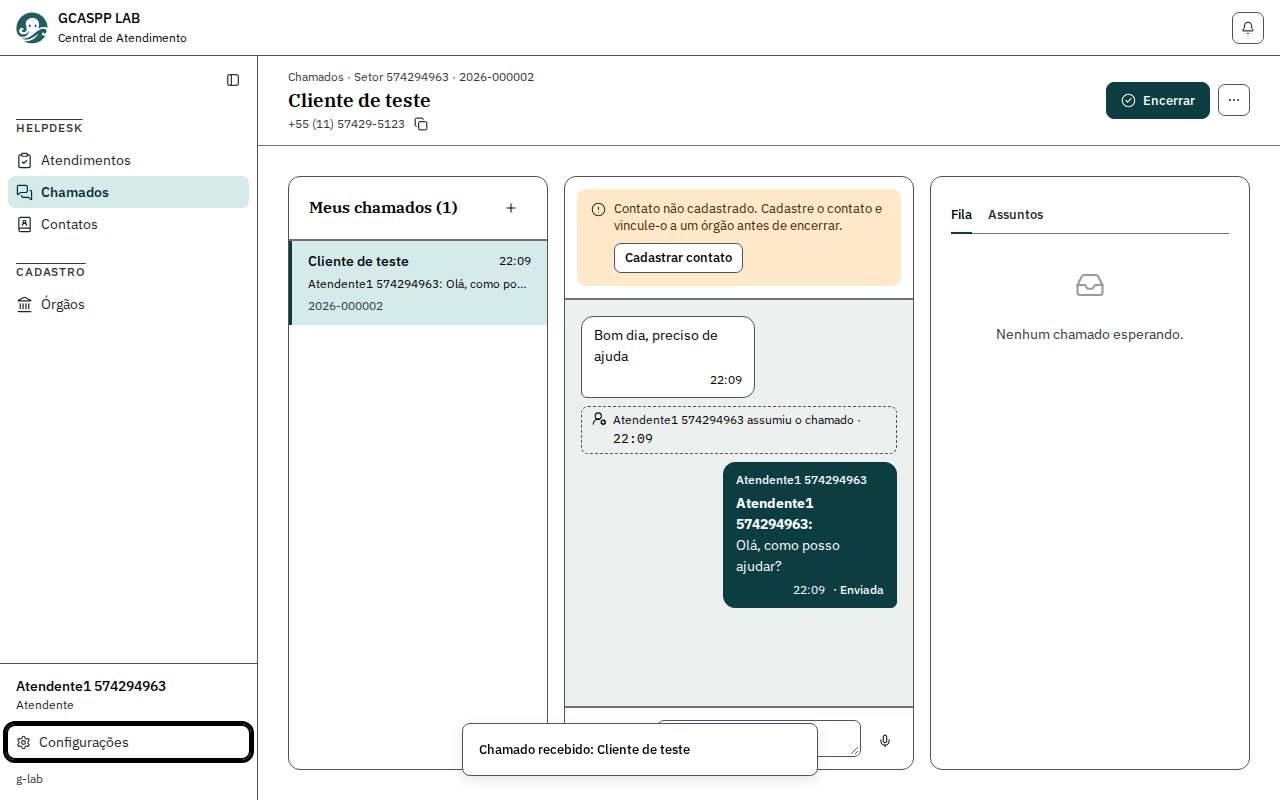 GCASPP LAB
Central de Atendimento
HELPDESK
Atendimentos
Chamados
Contatos
CADASTRO
Órgãos
Atendente1 574294963
Atendente
Configurações
g-lab
Chamados · Setor 574294963 · 2026-000002
Cliente de teste
+55 (11) 57429-5123
Encerrar
Meus chamados (1)
Cliente de teste 22:09
Atendente1 574294963: Olá, como po...
2026-000002
Contato não cadastrado. Cadastre o contato e
vincule-o a um órgão antes de encerrar.
Cadastrar contato
Bom dia, preciso de
ajuda
22:09
Atendente1 574294963 assumiu o chamado ·
22:09
Atendente1 574294963
Atendente1
574294963:
Olá, como posso
ajudar?
22:09 · Enviada
Chamado recebido: Cliente de teste
Fila Assuntos
Nenhum chamado esperando.